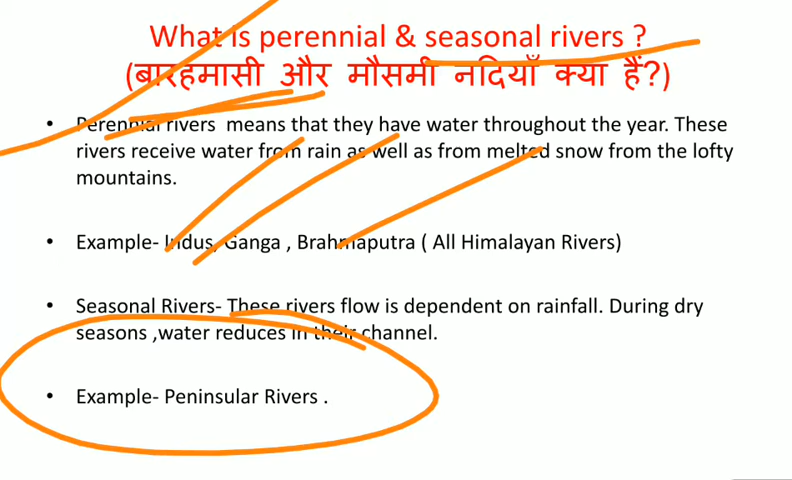 What is perennial & seasonal rivers ?
(बारहमासी और मौसमी नदियाँ क्या हैं?)
• Perennial rivers means that they have water throughout the year. These
rivers receive water from rain as well as from melted snow from the lofty
mountains.
• Example- Indus, Ganga , Brahmaputra ( All Himalayan Rivers)
• Seasonal Rivers- These rivers flow is dependent on rainfall. During dry
seasons ,water reduces in their channel.
• Example- Peninsular Rivers .